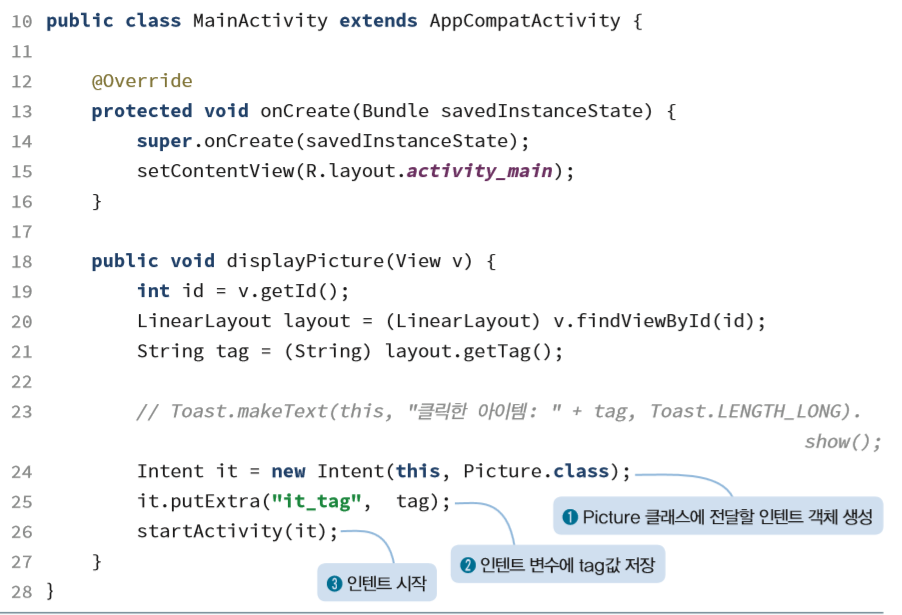 10 public class MainActivity extends AppCompatActivity {
11
12 @Override
13 protected void onCreate(Bundle savedInstanceState) {
14 super.onCreate(savedInstanceState);
15 setContentView(R.layout.activity_main);
16 }
17
18 public void displayPicture(View v) {
19 int id = v.getId();
20 LinearLayout layout = (LinearLayout) v.findViewById(id);
21 String tag = (String) layout.getTag();
22
23 // Toast.makeText(this, "클릭한 아이템: " + tag, Toast.LENGTH_LONG).
show();
24 Intent it = new Intent(this, Picture.class);
25 it.putExtra("it_tag", tag);
❶ Picture 클래스에 전달할 인텐트 객체 생성
26 startActivity(it);
27 }
❷ 인텐트 변수에 tag값 저장
❸ 인텐트 시작
28 }